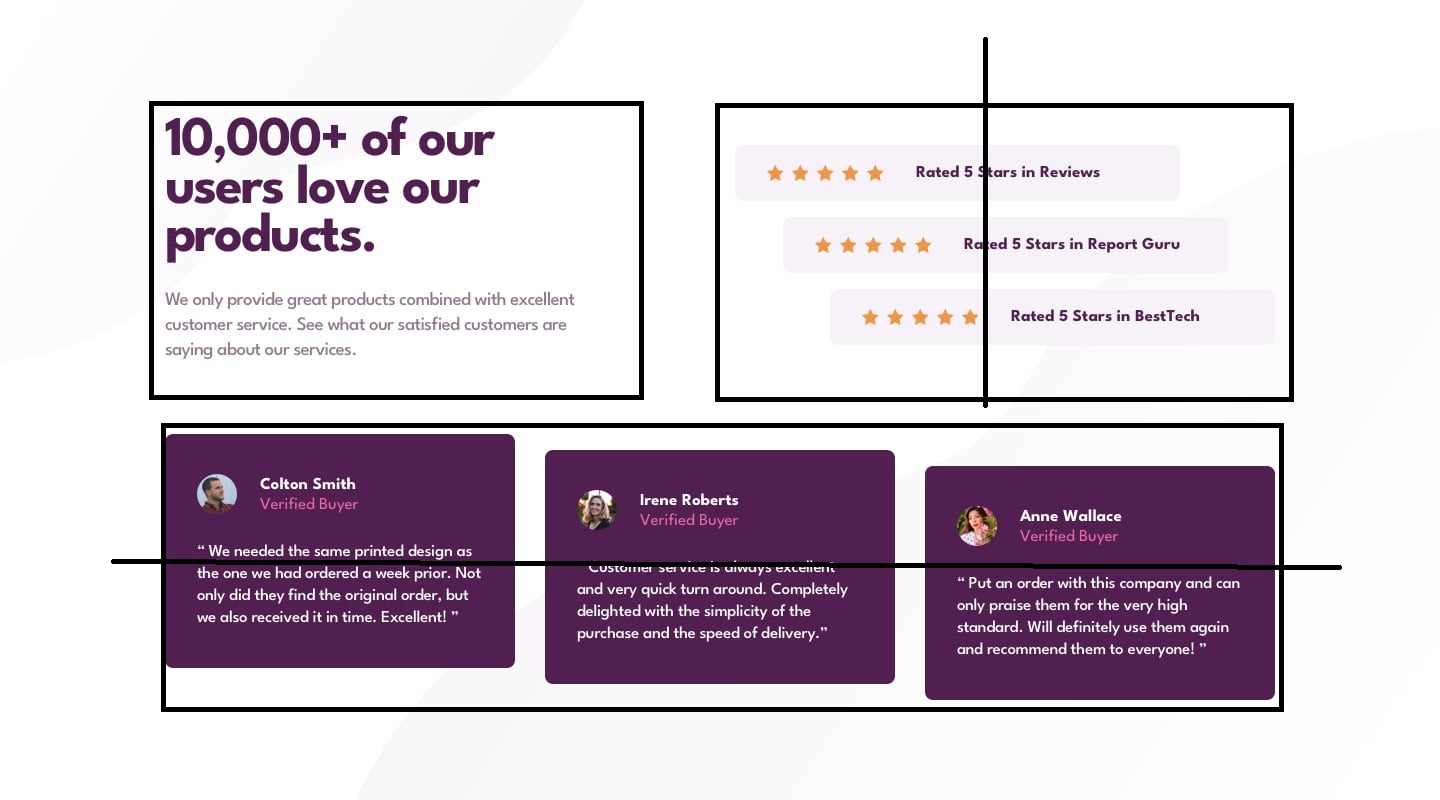 10,000+ of our
users love our
products.
We only provide great products combined with excellent
customer service. See what our satisfied customers are
saying about our services.
Rated 5 Stars in Reviews
Rated 5 Stars in Report Guru
Rated 5 Stars in BestTech
Colton Smith
Verified Buyer
“ We needed the same printed design as
the one we had ordered a week prior. Not
only did they find the original order, but
we also received it in time. Excellent! ”
Irene Roberts
Verified Buyer
“ Customer service is always excellent
and very quick turn around. Completely
delighted with the simplicity of the
purchase and the speed of delivery.”
Anne Wallace
Verified Buyer
“ Put an order with this company and can
only praise them for the very high
standard. Will definitely use them again
and recommend them to everyone! ”